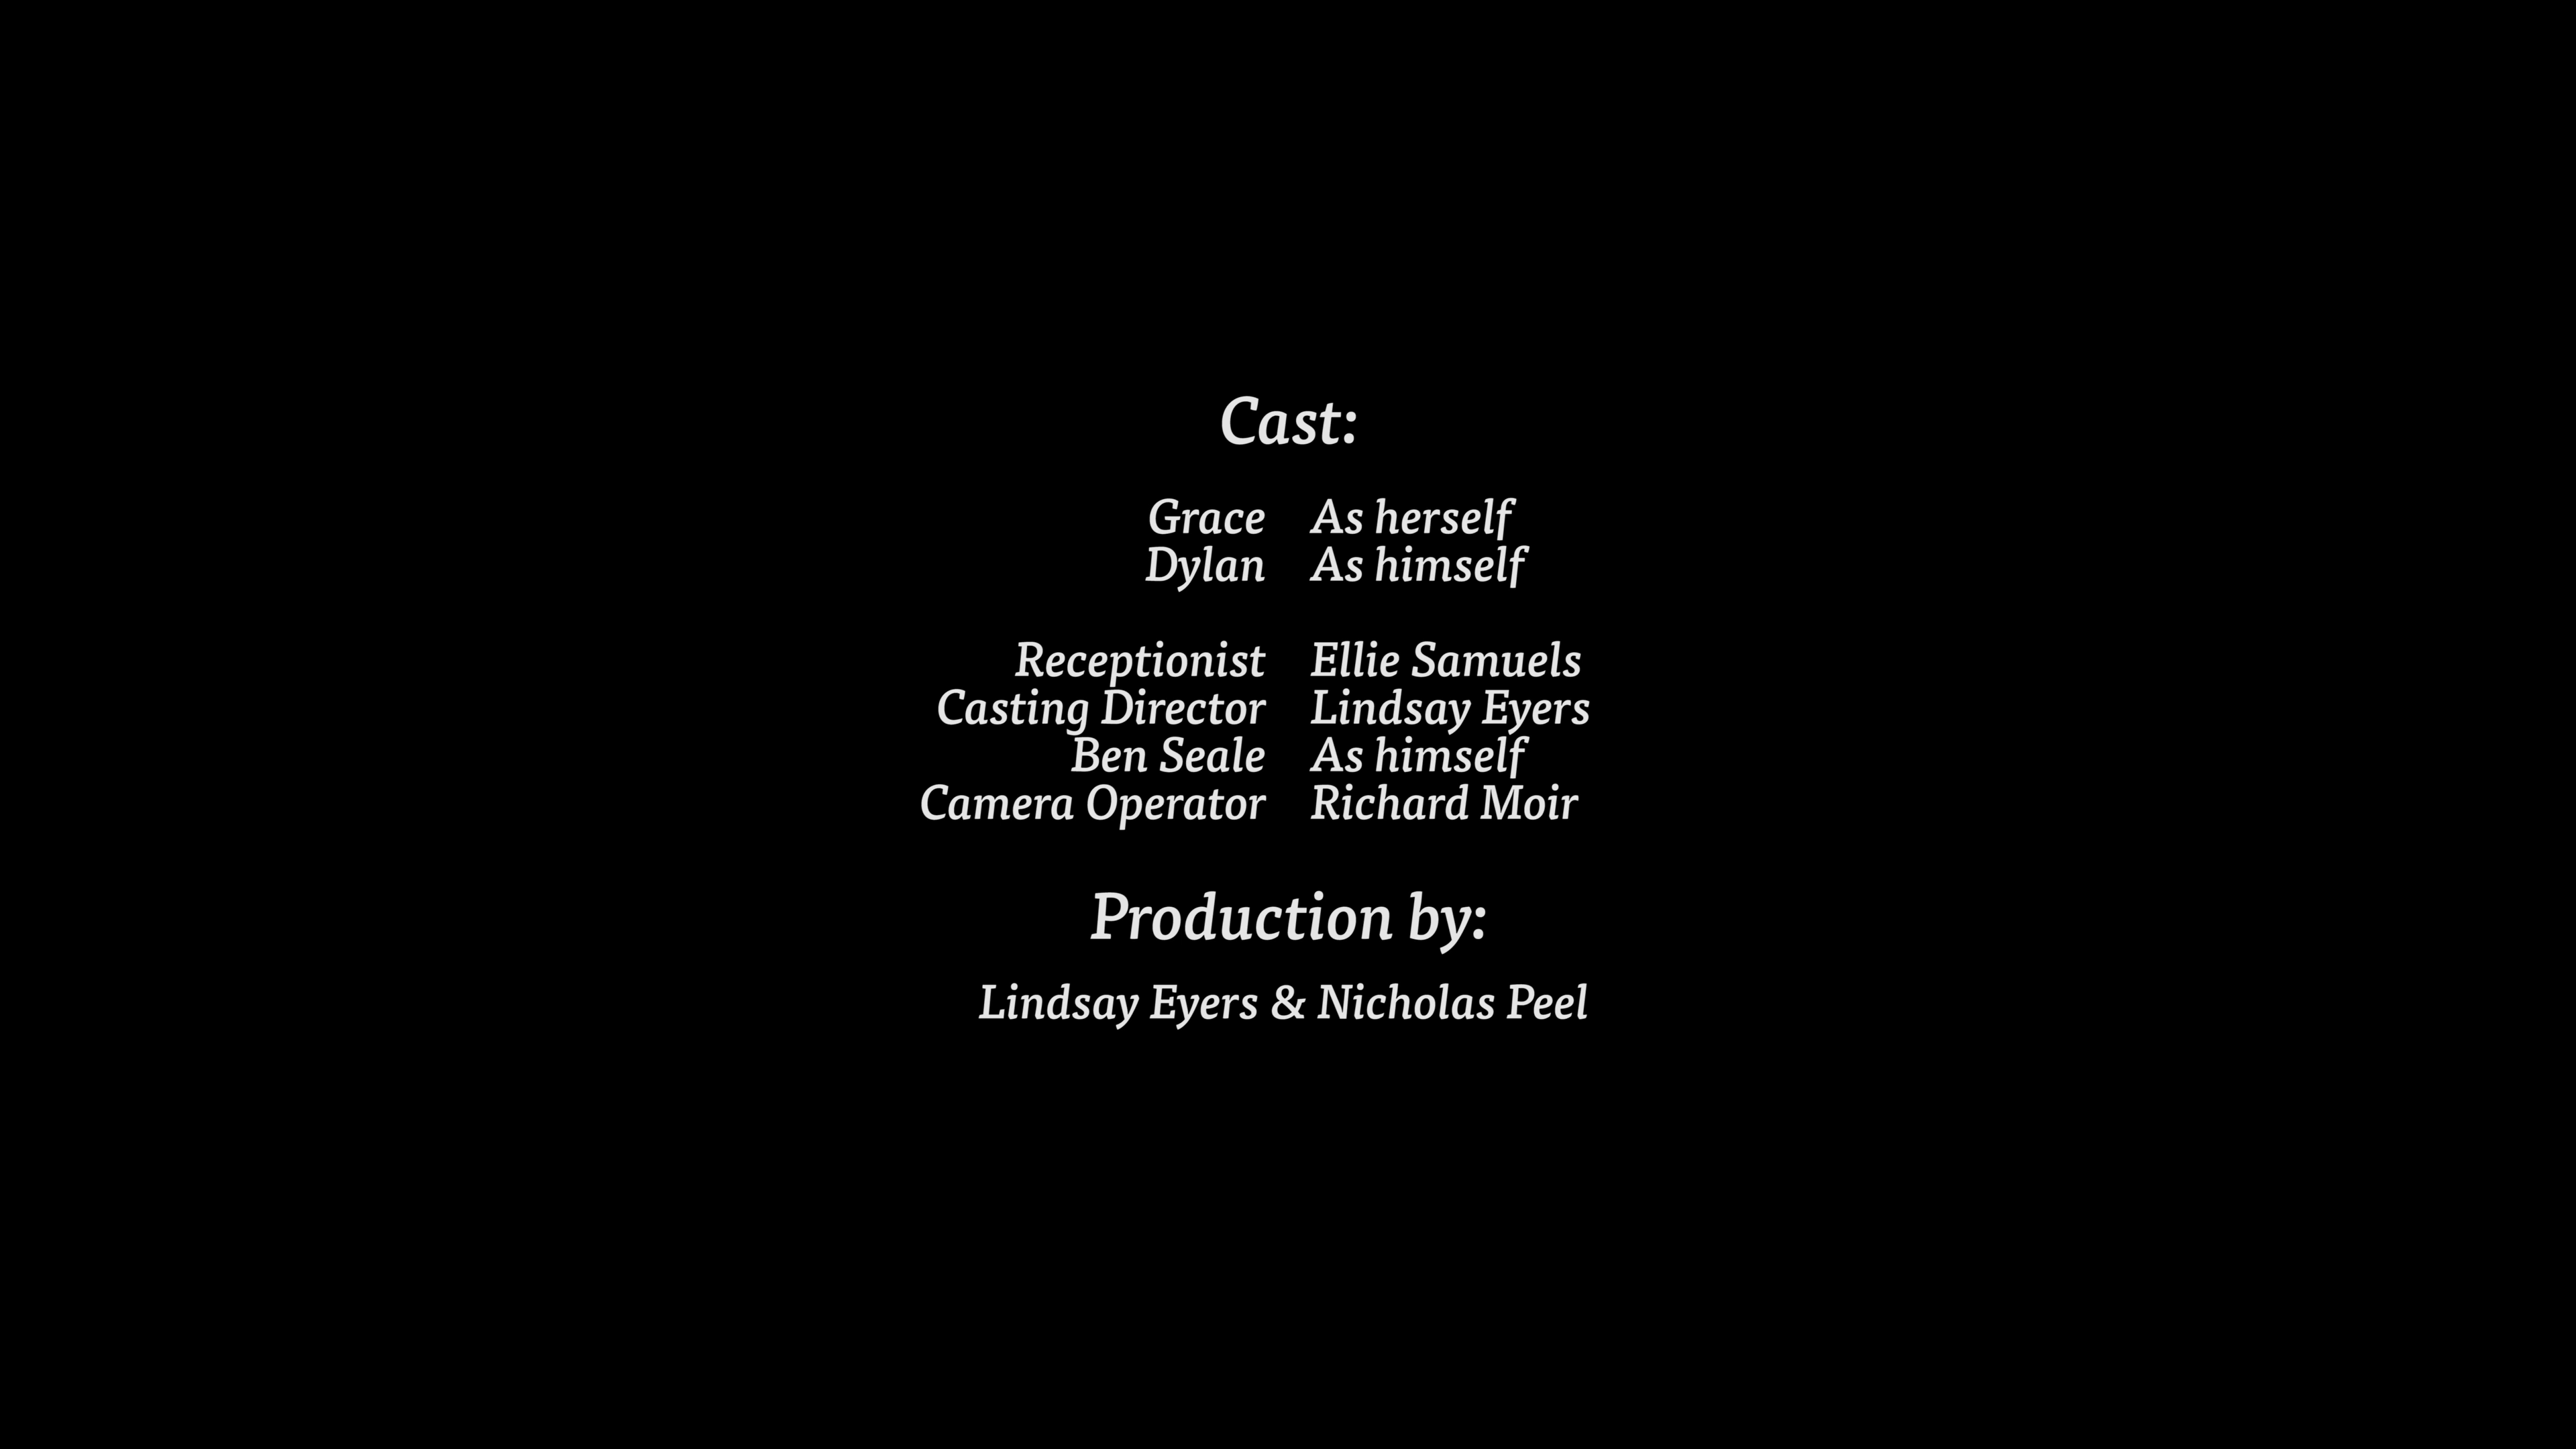 Cast:
Grace As herself
Dylan As himself
Receptionist Ellie Samuels
Casting Director Lindsay Eyers
Ben Seale As himself
Camera Operator Richard Moir
Production by:
Lindsay Eyers & Nicholas Peel